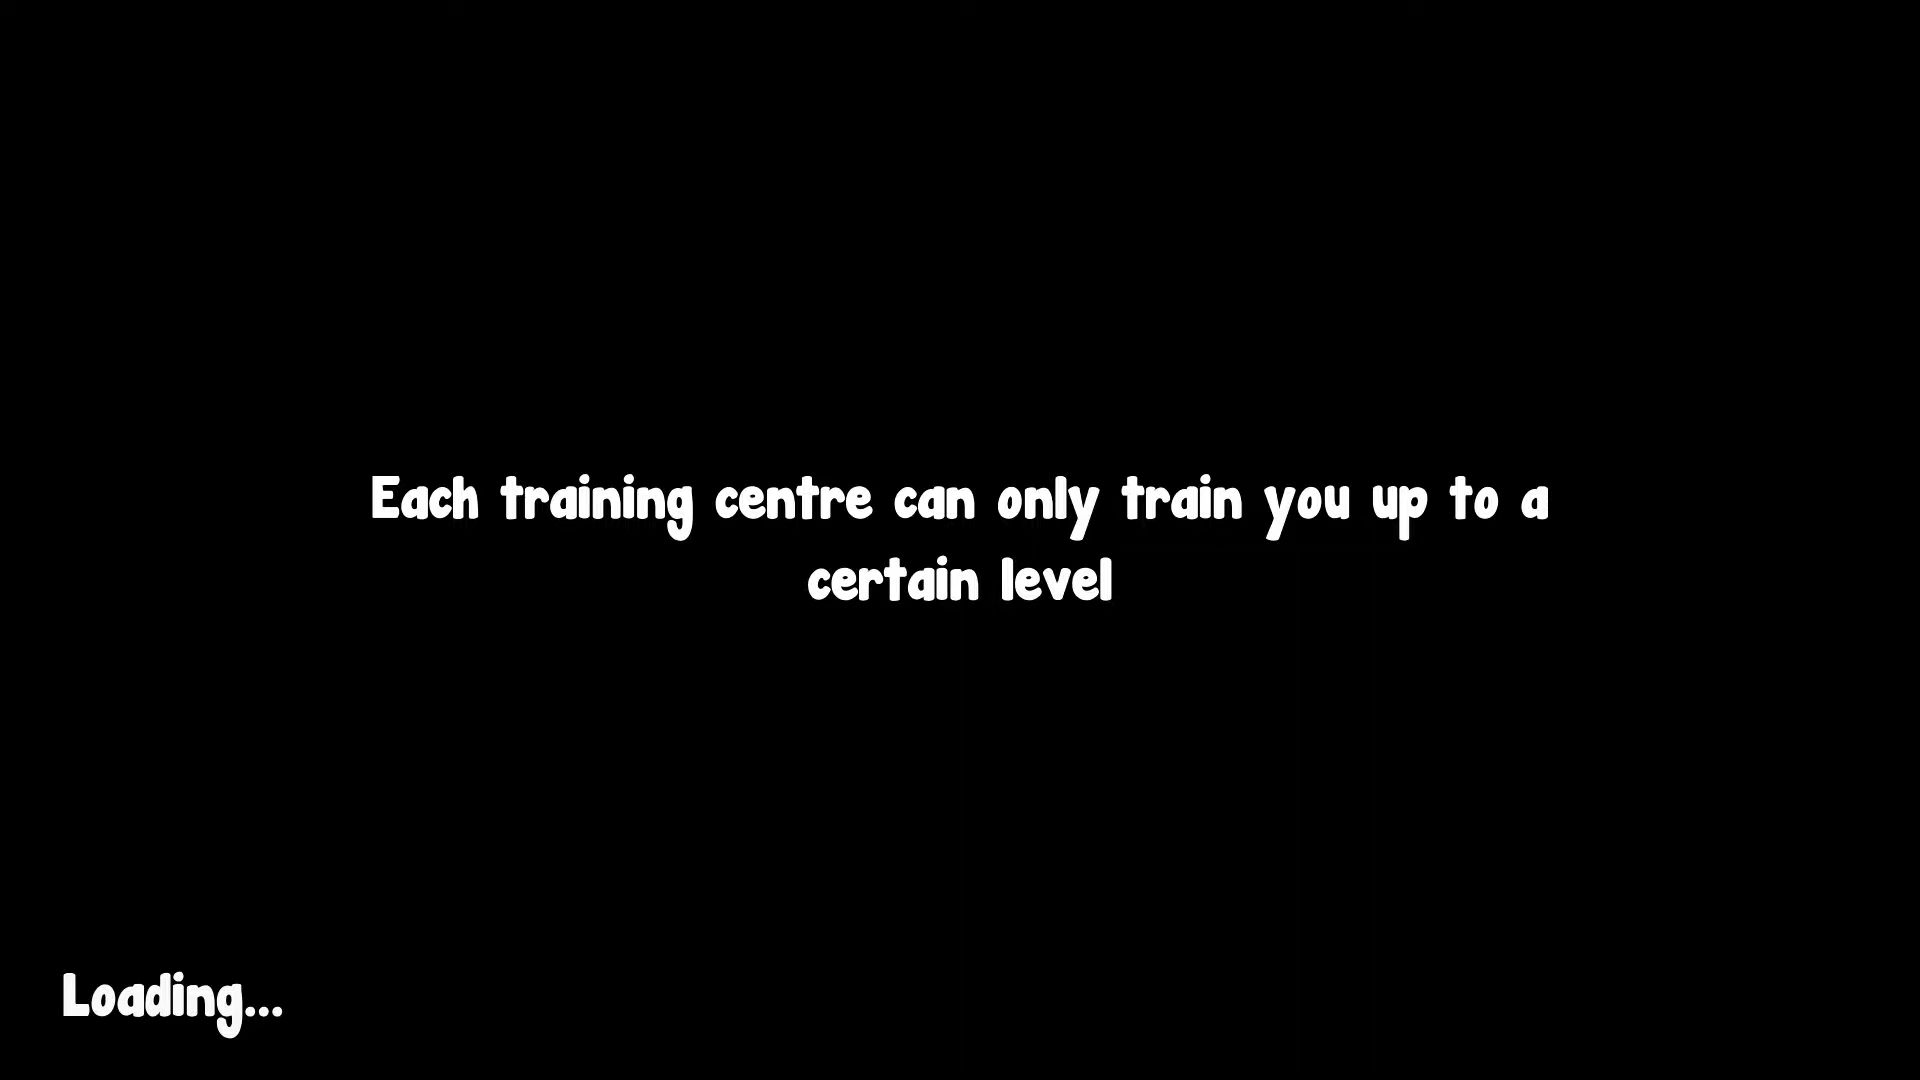 Each training centre can only train you up to a
certain level
Loading...